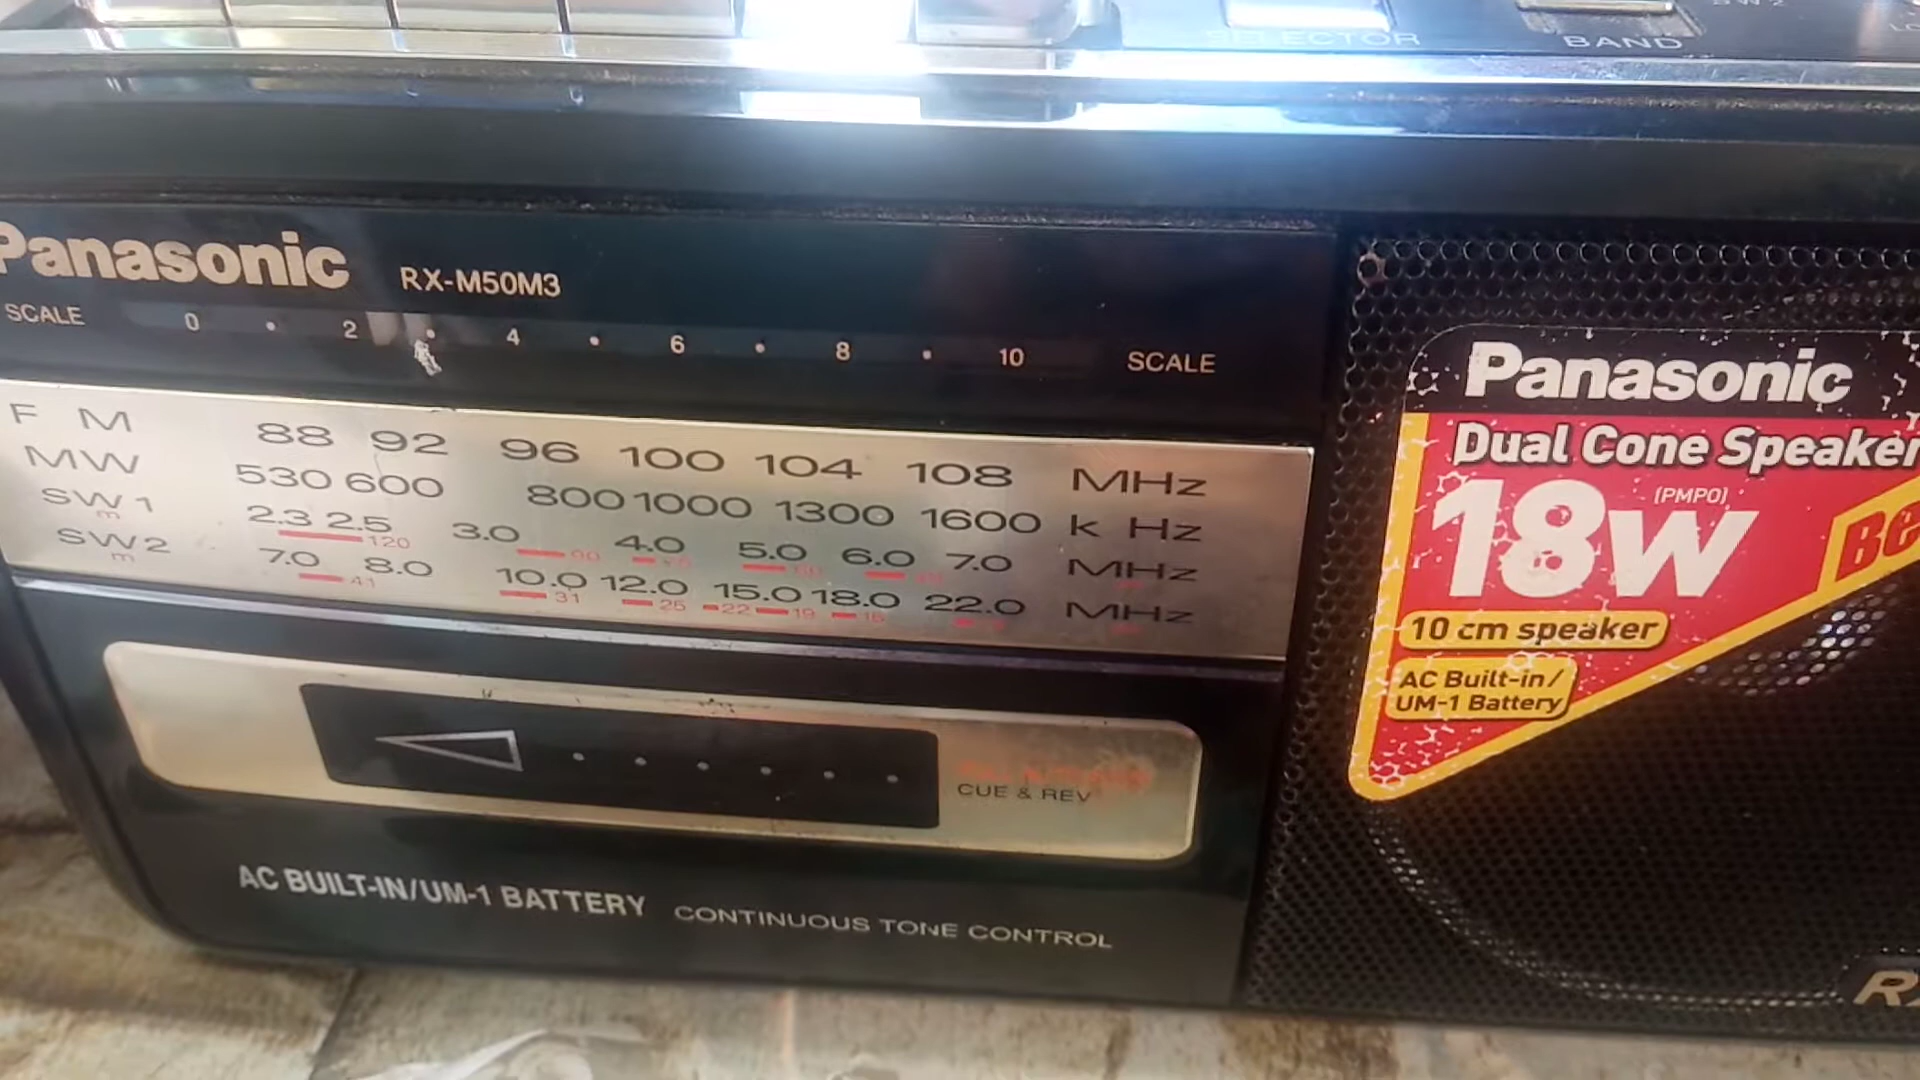 SELECTOR BAND SW2
Panasonic RX-M50M3
SCALE 0 2 4 6 8 10 SCALE
F M 88 92 96 100 104 108 MHz
MW 530 600 800 1000 1300 1600 k Hz
SW1 2.3 2.5 3.0 4.0 5.0 6.0 7.0 MHz
m 120
SW2 7.0 8.0 10.0 12.0 15.0 18.0 22.0 MHz
m 41 31 25 22 19 16
CUE & REV
AC BUILT-IN/UM-1 BATTERY CONTINUOUS TONE CONTROL
Panasonic
Dual Cone Speaker
18W (PMPO)
10 cm speaker
AC Built-in/
UM-1 Battery